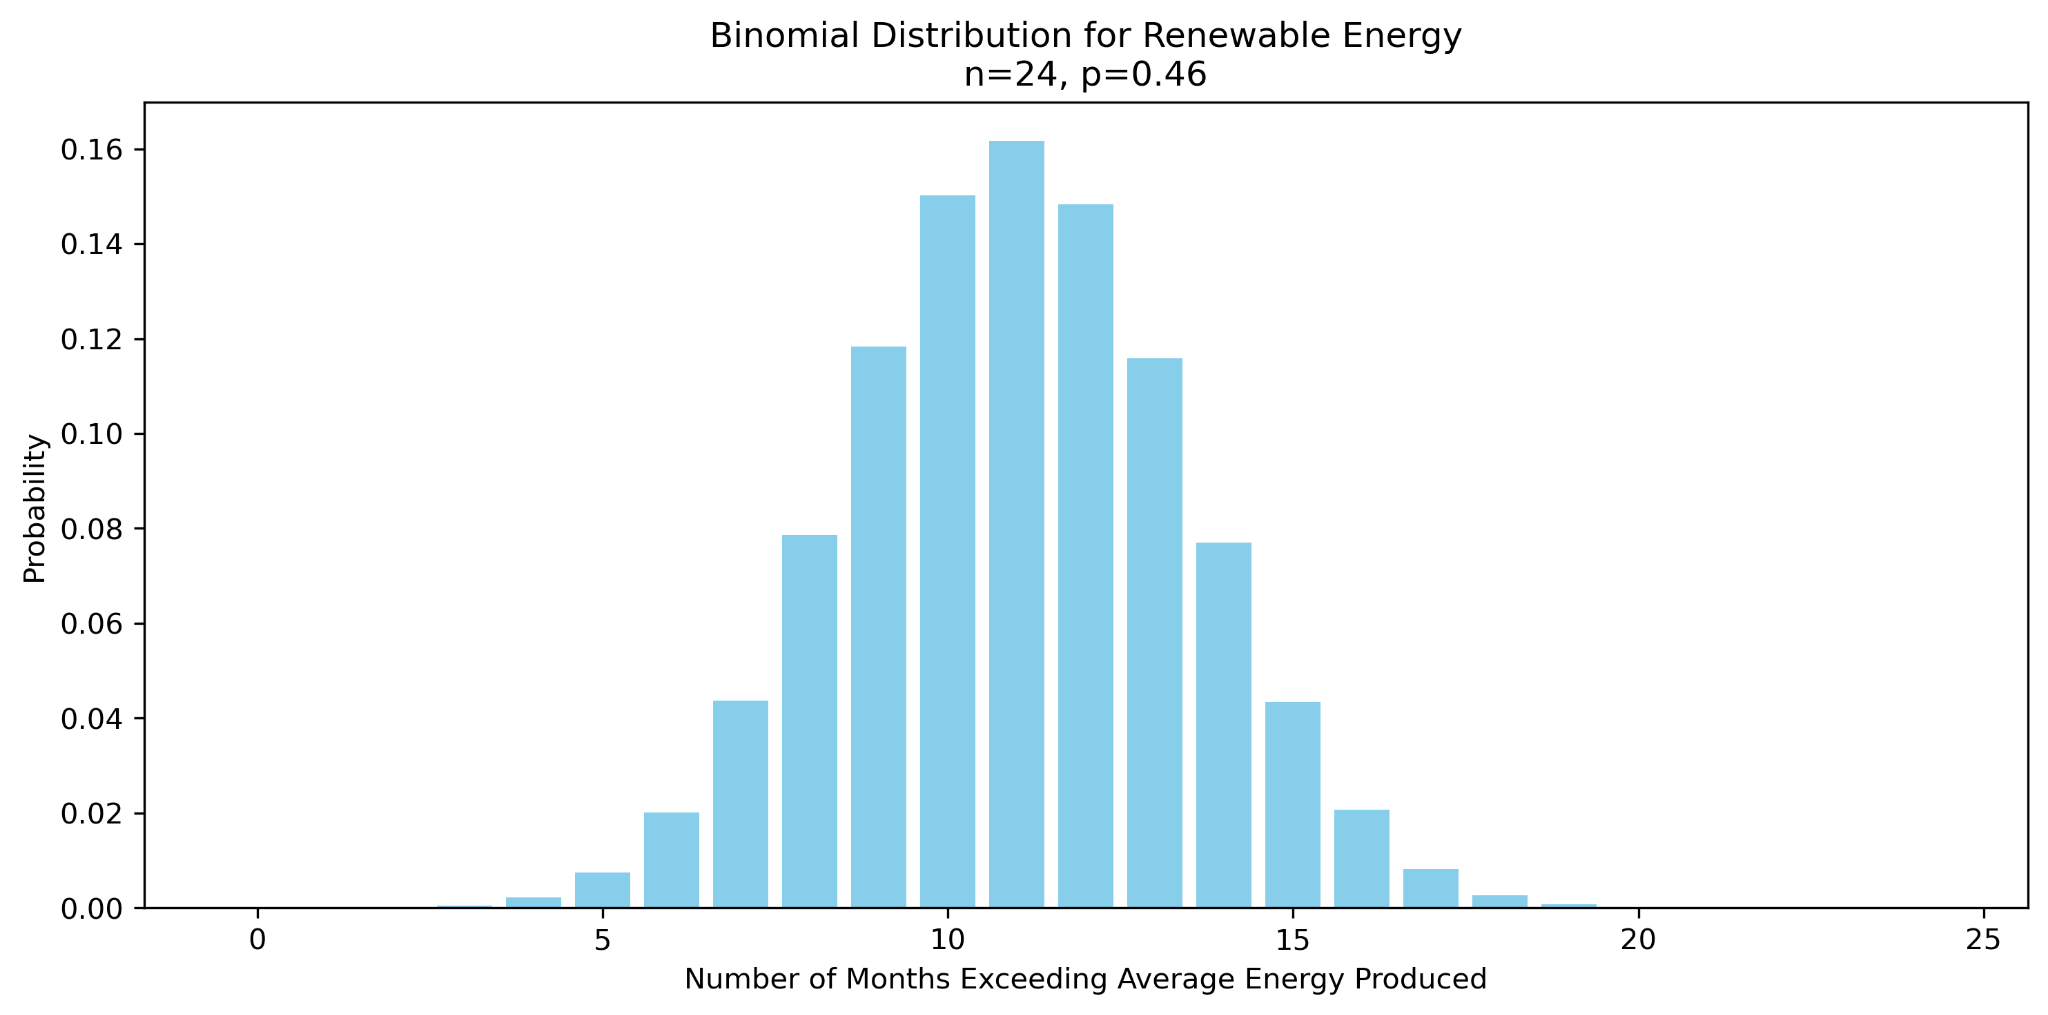 Binomial Distribution for Renewable Energy
n=24, p=0.46
Probability
0.16
0.14
0.12
0.10
0.08
0.06
0.04
0.02
0.00
0 5 10 15 20 25
Number of Months Exceeding Average Energy Produced